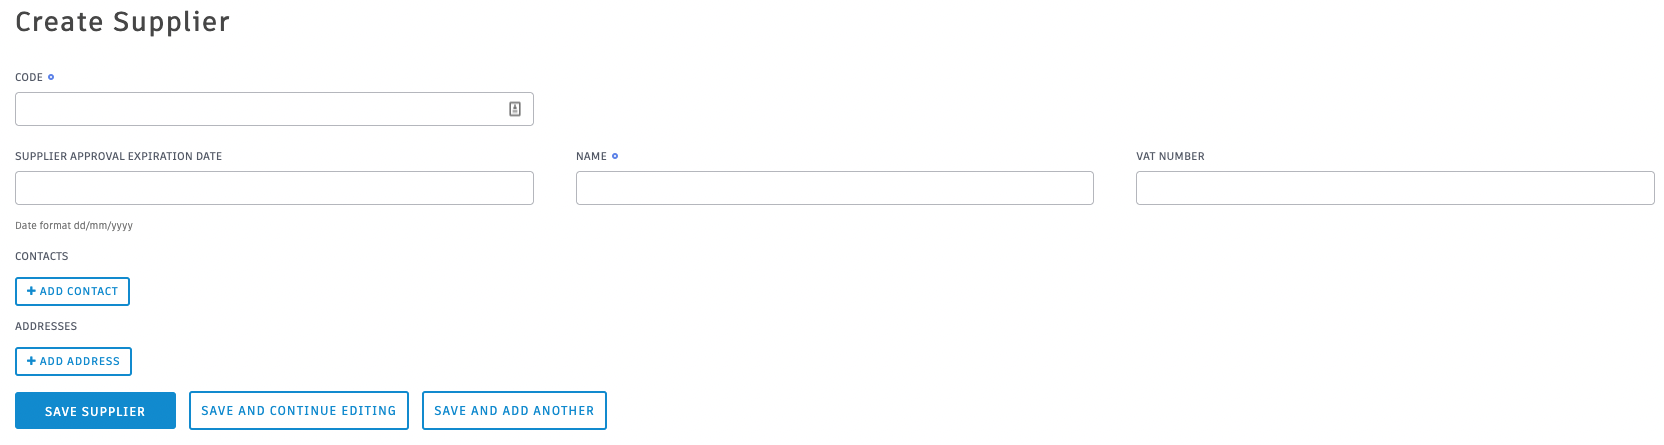 Create Supplier
CODE
SUPPLIER APPROVAL EXPIRATION DATE NAME VAT NUMBER
Date format dd/mm/yyyy
CONTACTS
+ ADD CONTACT
ADDRESSES
+ ADD ADDRESS
SAVE SUPPLIER SAVE AND CONTINUE EDITING SAVE AND ADD ANOTHER